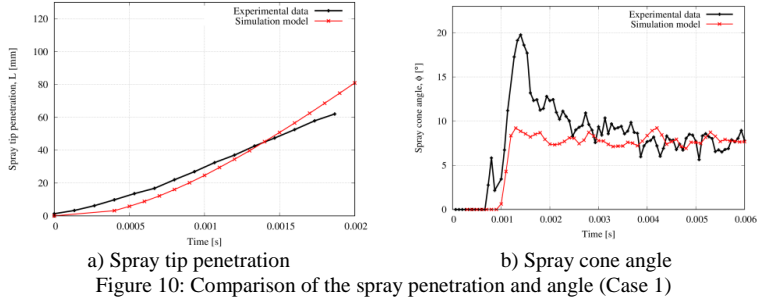 Experimental data
Simulation model
Spray tip penetration, L [mm]
120
100
80
60
40
20
0
0
0.0005
0.001
0.0015
0.002
Time [s]
a) Spray tip penetration
Experimental data
Simulation model
Spray cone angle, ϕ [°]
20
15
10
5
0
0
0.001
0.002
0.003
0.004
0.005
0.006
Time [s]
b) Spray cone angle
Figure 10: Comparison of the spray penetration and angle (Case 1)